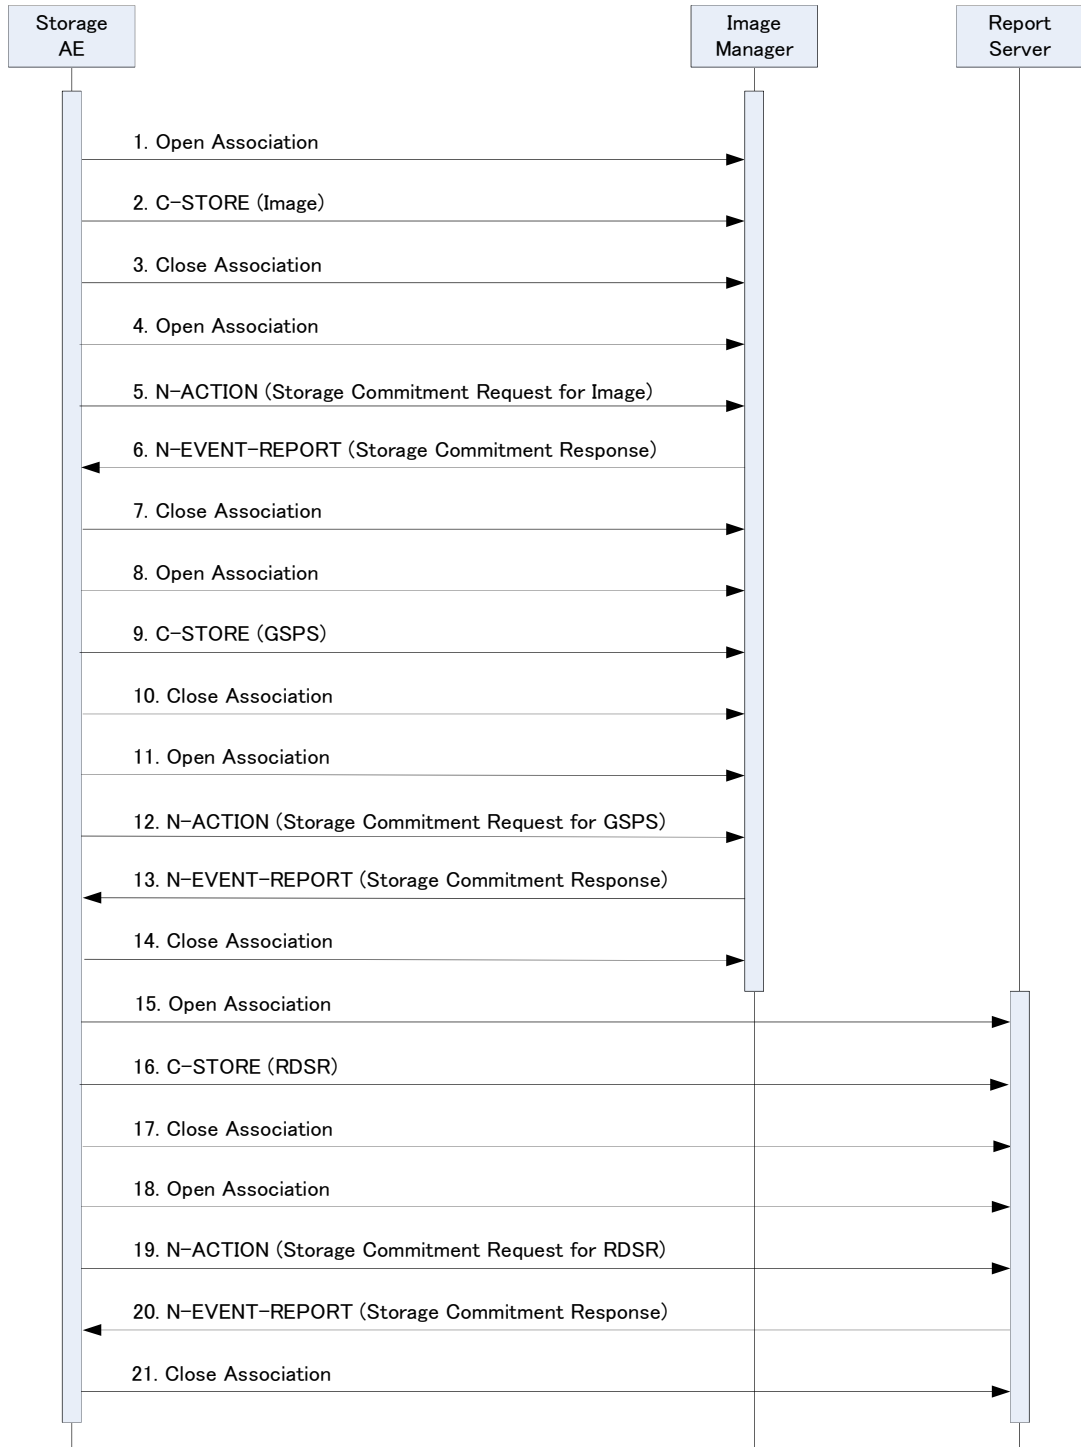 Storage
AE
Image
Manager
Report
Server
1. Open Association
2. C-STORE (Image)
3. Close Association
4. Open Association
5. N-ACTION (Storage Commitment Request for Image)
6. N-EVENT-REPORT (Storage Commitment Response)
7. Close Association
8. Open Association
9. C-STORE (GSPS)
10. Close Association
11. Open Association
12. N-ACTION (Storage Commitment Request for GSPS)
13. N-EVENT-REPORT (Storage Commitment Response)
14. Close Association
15. Open Association
16. C-STORE (RDSR)
17. Close Association
18. Open Association
19. N-ACTION (Storage Commitment Request for RDSR)
20. N-EVENT-REPORT (Storage Commitment Response)
21. Close Association